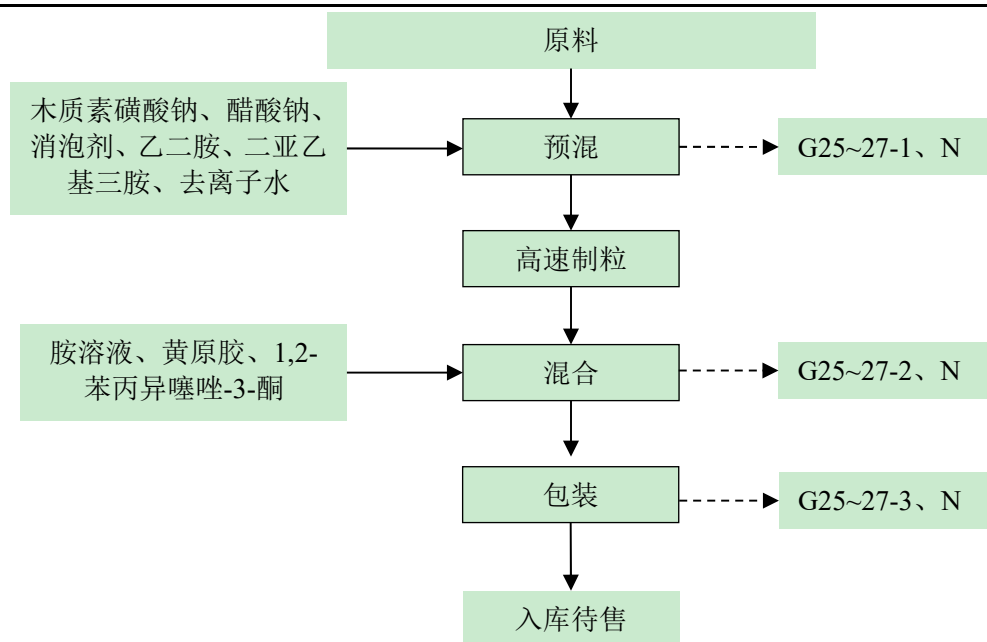 原料
木质素磺酸钠、醋酸钠、
消泡剂、乙二胺、二亚乙
基三胺、去离子水
预混
G25~27-1、N
高速制粒
胺溶液、黄原胶、1,2-
苯丙异噻唑-3-酮
混合
G25~27-2、N
包装
G25~27-3、N
入库待售